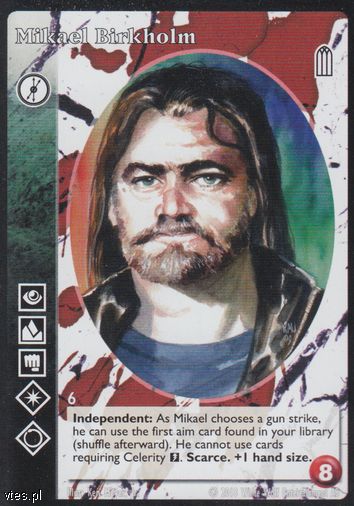 Mikael Birkholm
6
Independent: As Mikael chooses a gun strike,
he can use the first aim card found in your library
(shuffle afterward). He cannot use cards
requiring Celerity. Scarce. +1 hand size.
8
vtes.pl